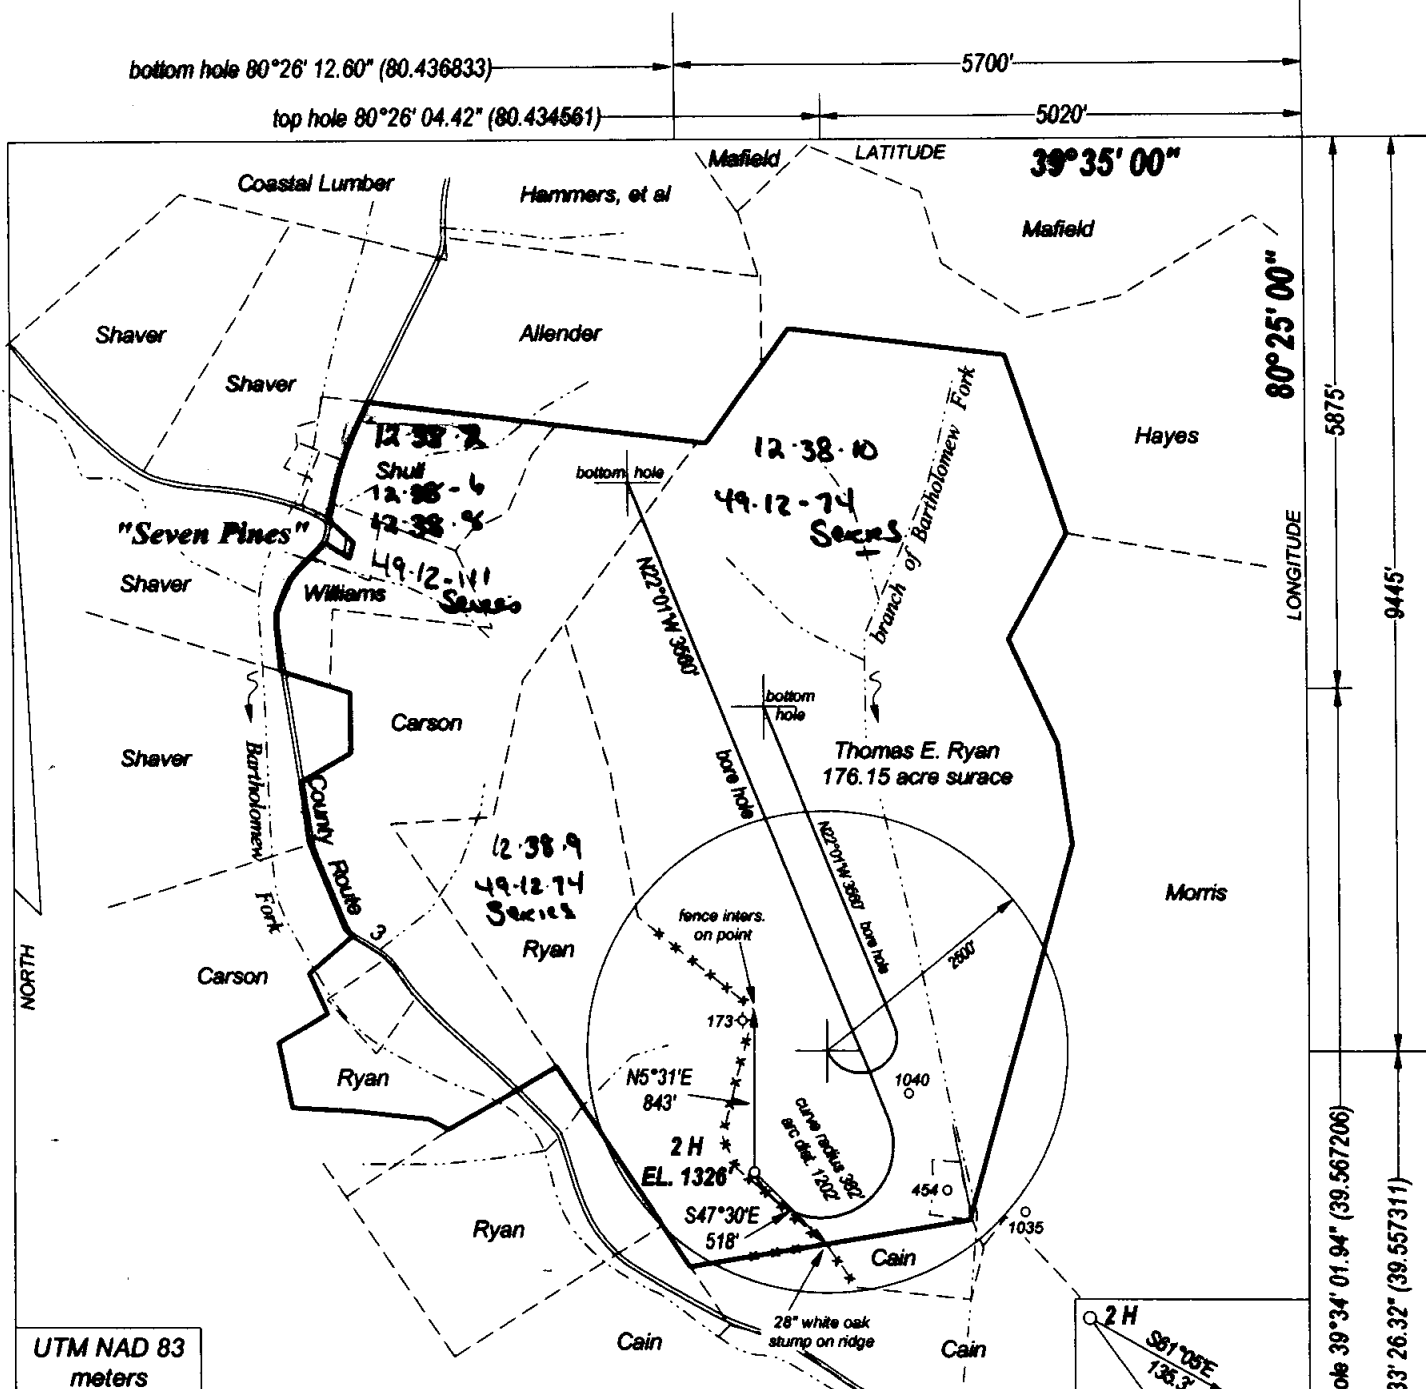 bottom hole 80°26' 12.60" (80.436833)
5700'
top hole 80°26' 04.42" (80.434561)
5020'
Mafield
LATITUDE
39°35' 00"
Coastal Lumber
Hammers, et al
Mafield
80°25' 00"
Shaver
Allender
Shaver
5875'
branch of Bartholomew Fork
12-38-2
Shull
12-38-6
12-38-8
49-12-111
Series
bottom hole
12-38-10
49-12-74
Series
Hayes
LONGITUDE
9445'
"Seven Pines"
Shaver
Williams
N22°01'W 3560'
bore hole
bottom
hole
Carson
Shaver
Bartholomew Fork
County Route 3
Thomas E. Ryan
176.15 acre surace
12-38-9
49-12-74
Series
Ryan
N22°01'W 3560' bore hole
fence inters.
on point
2500'
Morris
Carson
NORTH
173
Ryan
N5°31'E
843'
1040
2 H
EL. 1326'
curve radius 382'
arc dist. 1202'
454
1035
S47°30'E
518'
Ryan
Cain
28" white oak
stump on ridge
Cain
Cain
2 H
S61°05'E
135.3'
ole 39°34' 01.94" (39.567206)
33' 26.32" (39.557311)
UTM NAD 83
meters